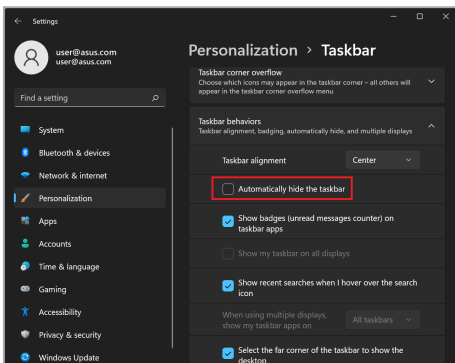 Settings
user@asus.com
user@asus.com
Find a setting
System
Bluetooth & devices
Network & internet
Personalization
Apps
Accounts
Time & language
Gaming
Accessibility
Privacy & security
Windows Update
Personalization > Taskbar
Taskbar corner overflow
Choose which icons may appear in the taskbar corner – all others will
appear in the taskbar corner overflow menu
Taskbar behaviors
Taskbar alignment, badging, automatically hide, and multiple displays
Taskbar alignment
Center
Automatically hide the taskbar
Show badges (unread messages counter) on
taskbar apps
Show my taskbar on all displays
Show recent searches when I hover over the search
icon
When using multiple displays,
show my taskbar apps on
All taskbars
Select the far corner of the taskbar to show the
desktop